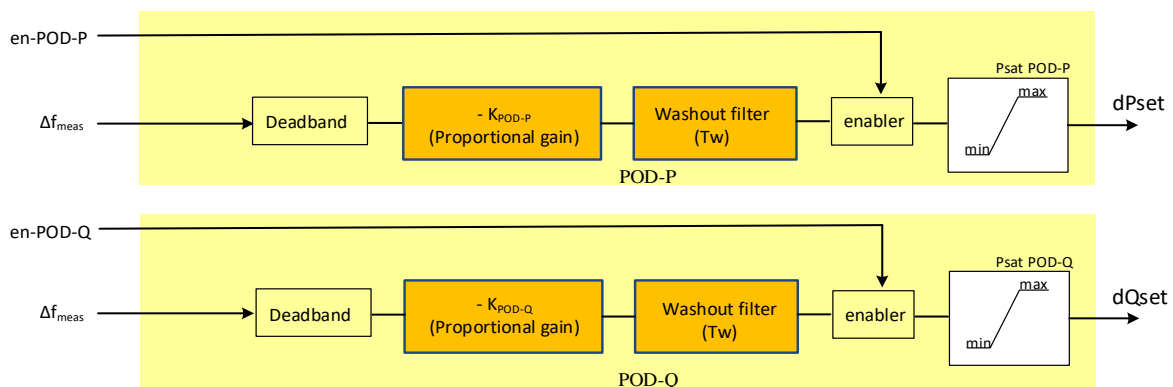 en-POD-P
Psat POD-P
max
dPset
Δfmeas
Deadband
- KPOD-P
(Proportional gain)
Washout filter
(Tw)
enabler
min
POD-P
en-POD-Q
Psat POD-Q
max
dQset
Δfmeas
Deadband
- KPOD-Q
(Proportional gain)
Washout filter
(Tw)
enabler
min
POD-Q